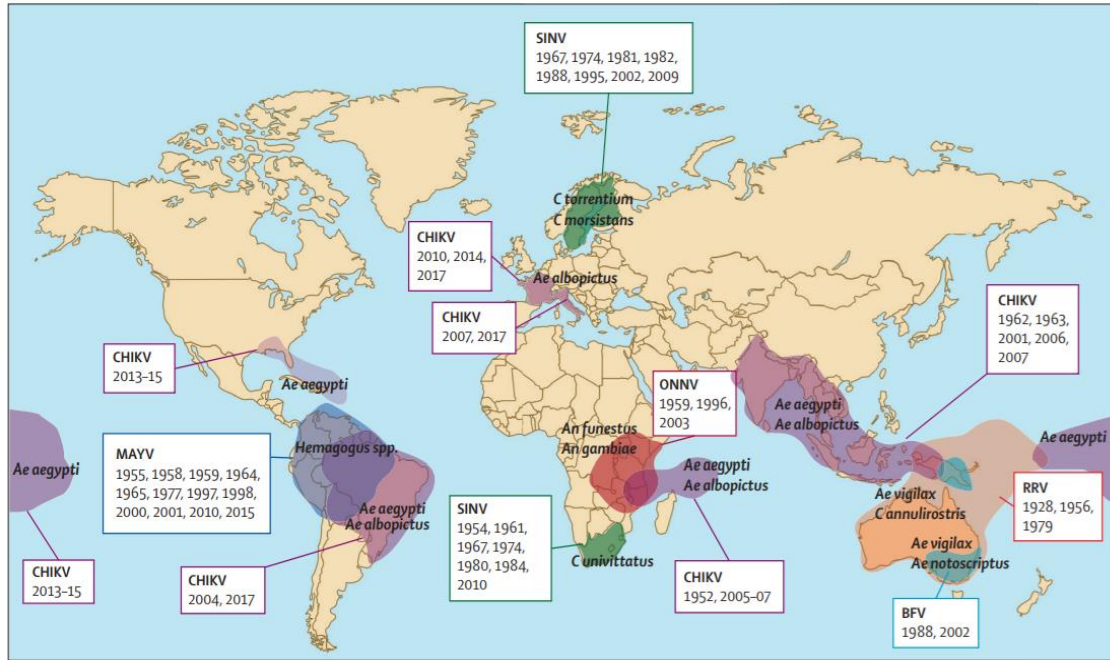 SINV
1967, 1974, 1981, 1982,
1988, 1995, 2002, 2009
C torrentium
C morsistans
CHIKV
2010, 2014,
2017
Ae albopictus
CHIKV
2007, 2017
CHIKV
1962, 1963,
2001, 2006,
2007
CHIKV
2013–15
Ae aegypti
ONNV
1959, 1996,
2003
Ae aegypti
Ae albopictus
An funestus
An gambiae
Ae aegypti
Hemagogus spp.
MAYV
1955, 1958, 1959, 1964,
1965, 1977, 1997, 1998,
2000, 2001, 2010, 2015
Ae aegypti
Ae albopictus
Ae aegypti
Ae albopictus
Ae aegypti
RRV
1928, 1956,
1979
Ae vigilax
C annulirostris
SINV
1954, 1961,
1967, 1974,
1980, 1984,
2010
C univittatus
Ae vigilax
Ae notoscriptus
CHIKV
2013–15
CHIKV
2004, 2017
CHIKV
1952, 2005–07
BFV
1988, 2002